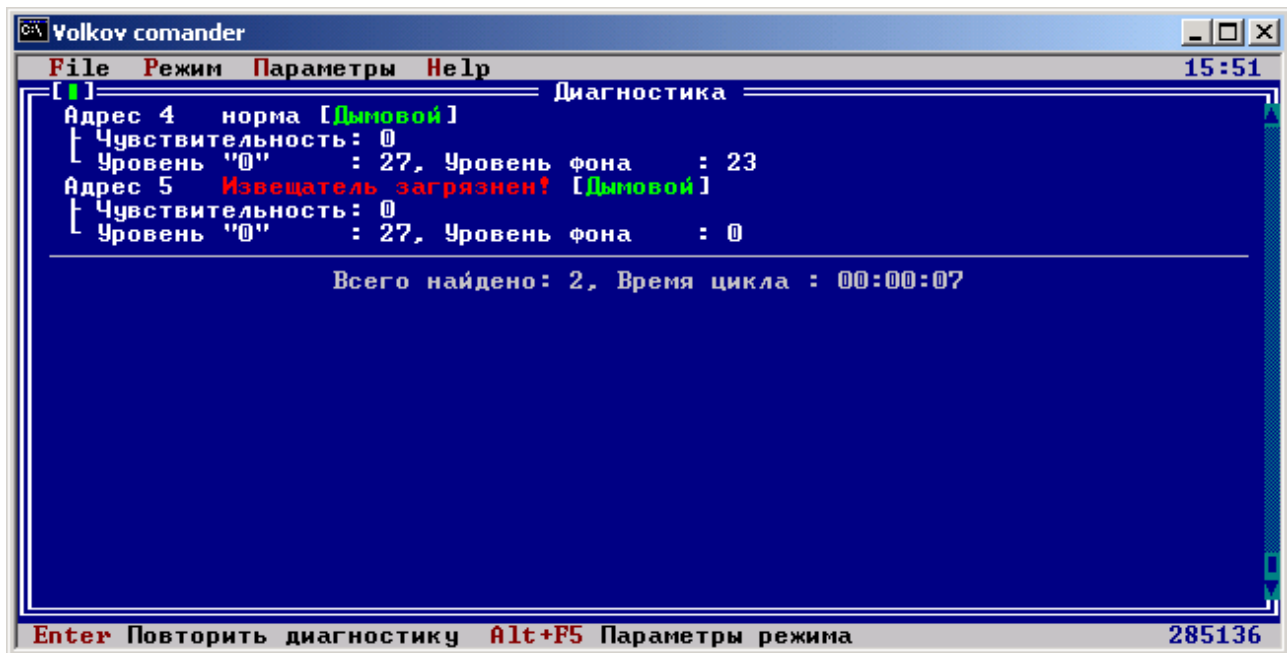 Volkov comander
File Режим Параметры Help 15:51
[ ] Диагностика
Адрес 4 норма [Дымовой]
Чувствительность: 0
Уровень "0" : 27, Уровень фона : 23
Адрес 5 Извещатель загрязнен! [Дымовой]
Чувствительность: 0
Уровень "0" : 27, Уровень фона : 0
Всего найдено: 2, Время цикла : 00:00:07
Enter Повторить диагностику Alt+F5 Параметры режима 285136